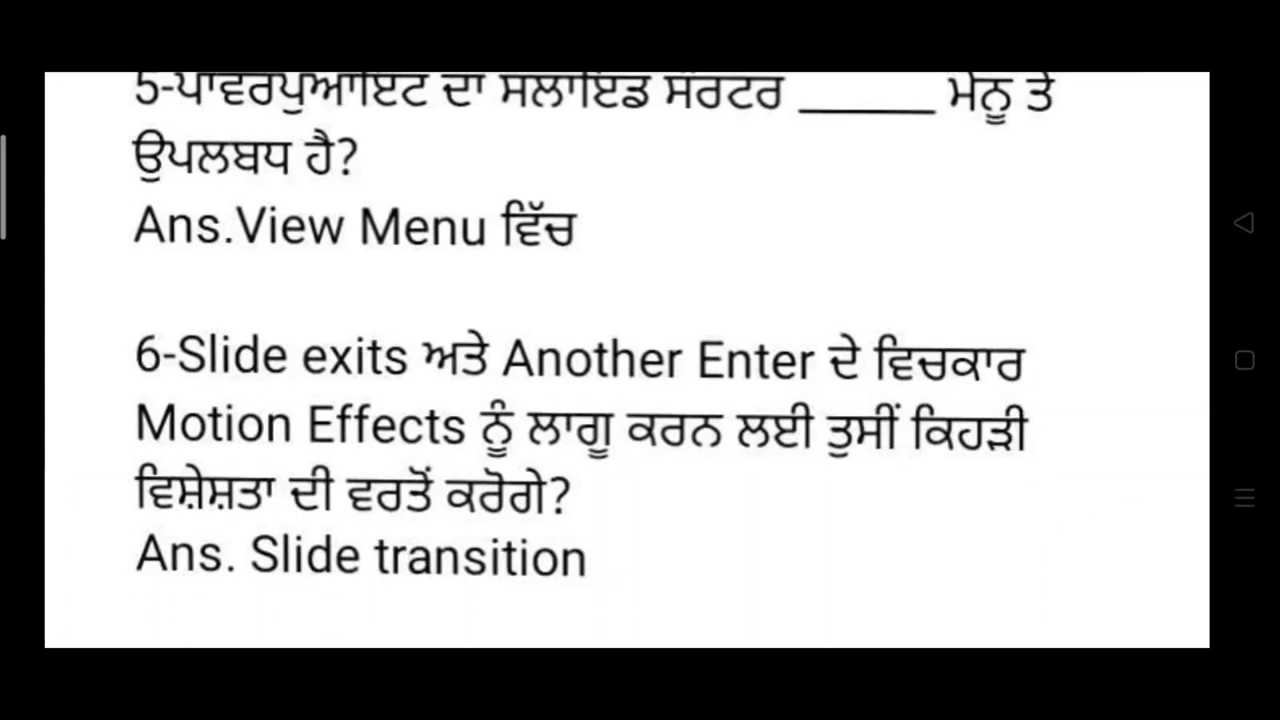 5-ਪਾਵਰਪੁਆਇੰਟ ਦਾ ਸਲਾਇਡ ਸੋਰਟਰ ______ ਮੇਨੂ ਤੇ
ਉਪਲਬਧ ਹੈ?
Ans.View Menu ਵਿੱਚ
6-Slide exits ਅਤੇ Another Enter ਦੇ ਵਿਚਕਾਰ
Motion Effects ਨੂੰ ਲਾਗੂ ਕਰਨ ਲਈ ਤੁਸੀਂ ਕਿਹੜੀ
ਵਿਸ਼ੇਸ਼ਤਾ ਦੀ ਵਰਤੋਂ ਕਰੋਗੇ?
Ans. Slide transition